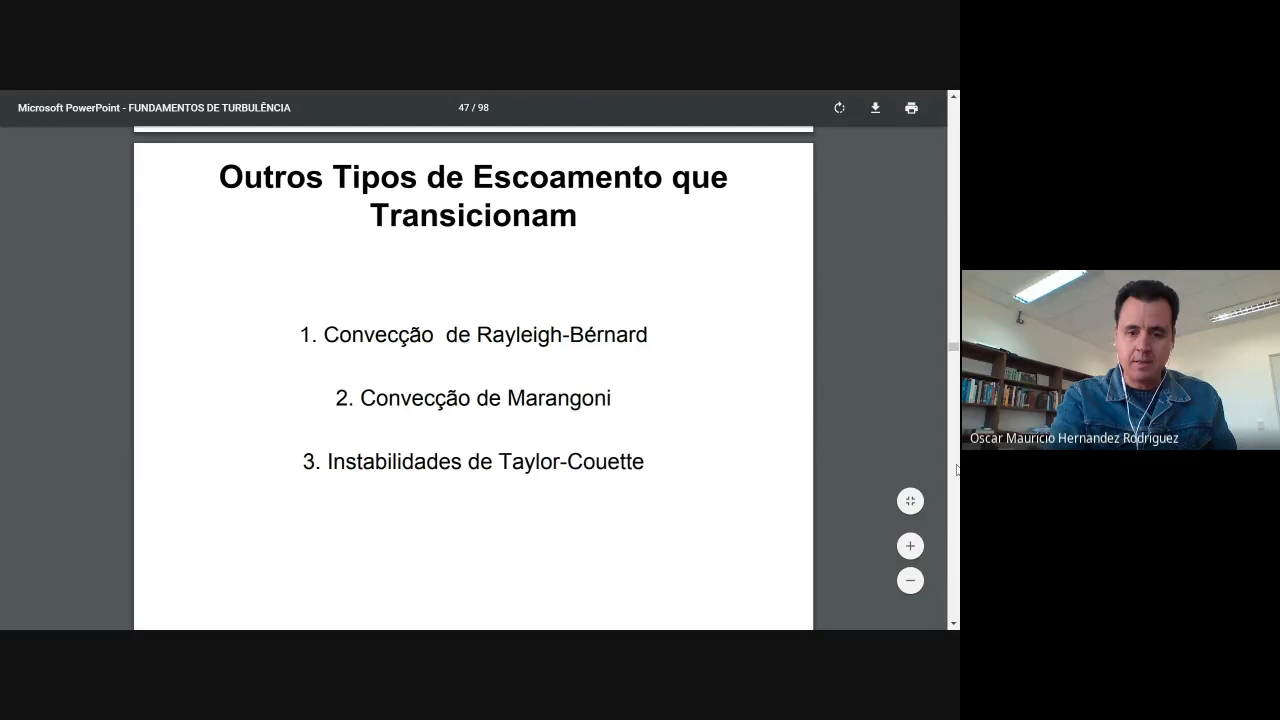 Microsoft PowerPoint - FUNDAMENTOS DE TURBULÊNCIA
47 / 98
Outros Tipos de Escoamento que
Transicionam
1. Convecção de Rayleigh-Bérnard
2. Convecção de Marangoni
3. Instabilidades de Taylor-Couette
Oscar Mauricio Hernandez Rodriguez